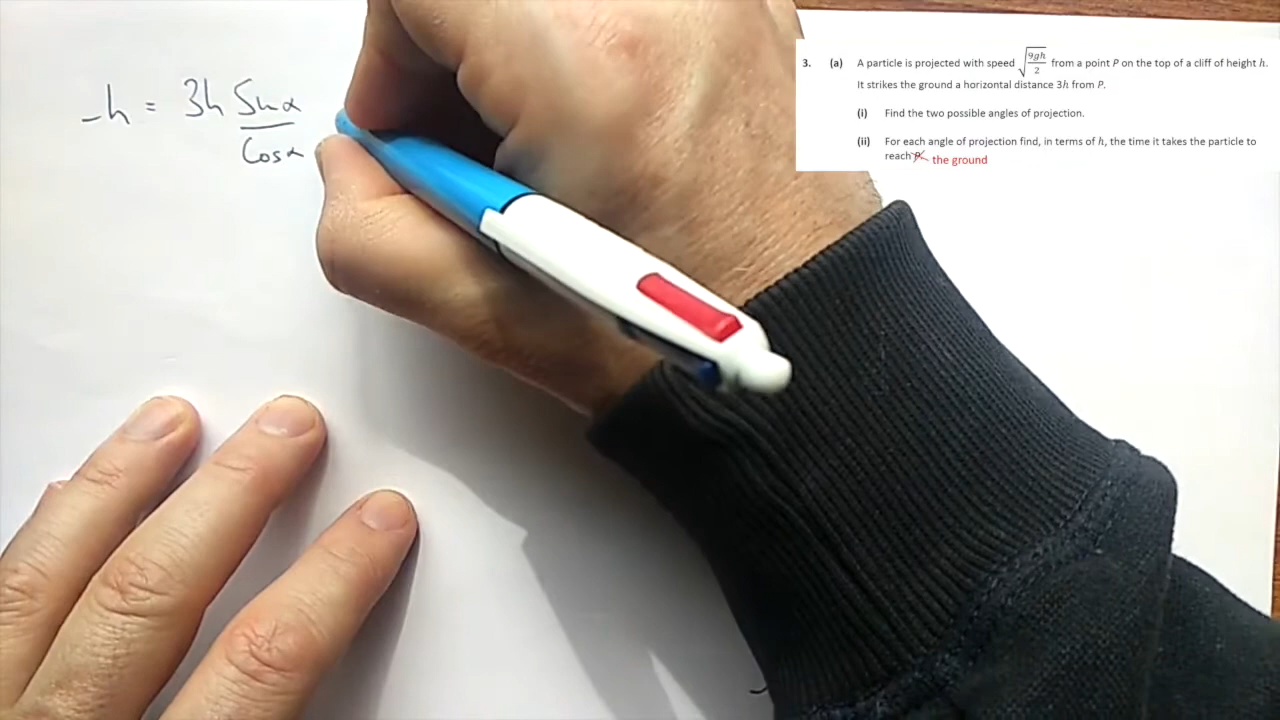 -h = 3h Sin α
Cos α
3. (a) A particle is projected with speed √(9gh/2) from a point P on the top of a cliff of height h.
It strikes the ground a horizontal distance 3h from P.
(i) Find the two possible angles of projection.
(ii) For each angle of projection find, in terms of h, the time it takes the particle to
reach the ground